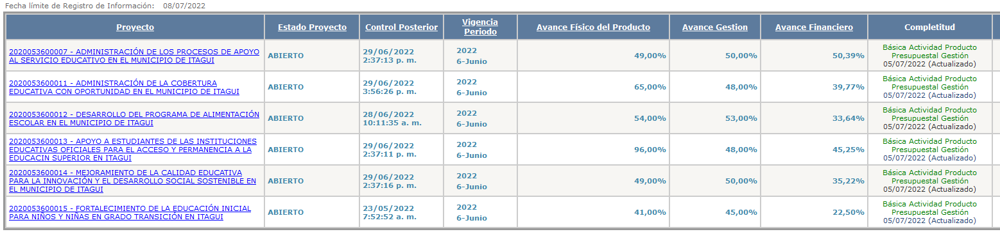 Fecha límite de Registro de Información: 08/07/2022
Proyecto Estado Proyecto Control Posterior Vigencia Periodo Avance Físico del Producto Avance Gestion Avance Financiero Completitud
2020053600007 - ADMINISTRACIÓN DE LOS PROCESOS DE APOYO
AL SERVICIO EDUCATIVO EN EL MUNICIPIO DE ITAGUI
ABIERTO
29/06/2022
2:37:13 p. m.
2022
6-Junio
49,00%
50,00%
50,39%
Básica Actividad Producto
Presupuestal Gestión
05/07/2022 (Actualizado)
2020053600011 - ADMINISTRACIÓN DE LA COBERTURA
EDUCATIVA CON OPORTUNIDAD EN EL MUNICIPIO DE ITAGUI
ABIERTO
29/06/2022
3:56:26 p. m.
2022
6-Junio
65,00%
48,00%
39,77%
Básica Actividad Producto
Presupuestal Gestión
05/07/2022 (Actualizado)
2020053600012 - DESARROLLO DEL PROGRAMA DE ALIMENTACIÓN
ESCOLAR EN EL MUNICIPIO DE ITAGUI
ABIERTO
28/06/2022
10:11:35 a. m.
2022
6-Junio
54,00%
53,00%
33,64%
Básica Actividad Producto
Presupuestal Gestión
05/07/2022 (Actualizado)
2020053600013 - APOYO A ESTUDIANTES DE LAS INSTITUCIONES
EDUCATIVAS OFICIALES PARA EL ACCESO Y PERMANENCIA A LA
EDUCACIN SUPERIOR EN ITAGUI
ABIERTO
29/06/2022
2:37:11 p. m.
2022
6-Junio
96,00%
48,00%
45,25%
Básica Actividad Producto
Presupuestal Gestión
05/07/2022 (Actualizado)
2020053600014 - MEJORAMIENTO DE LA CALIDAD EDUCATIVA
PARA LA INNOVACIÓN Y EL DESARROLLO SOCIAL SOSTENIBLE EN
EL MUNICIPIO DE ITAGUI
ABIERTO
29/06/2022
2:37:16 p. m.
2022
6-Junio
49,00%
50,00%
35,22%
Básica Actividad Producto
Presupuestal Gestión
05/07/2022 (Actualizado)
2020053600015 - FORTALECIMIENTO DE LA EDUCACIÓN INICIAL
PARA NIÑOS Y NIÑAS EN GRADO TRANSICIÓN EN ITAGUI
ABIERTO
23/05/2022
7:52:52 a. m.
2022
6-Junio
41,00%
45,00%
22,50%
Básica Actividad Producto
Presupuestal Gestión
05/07/2022 (Actualizado)